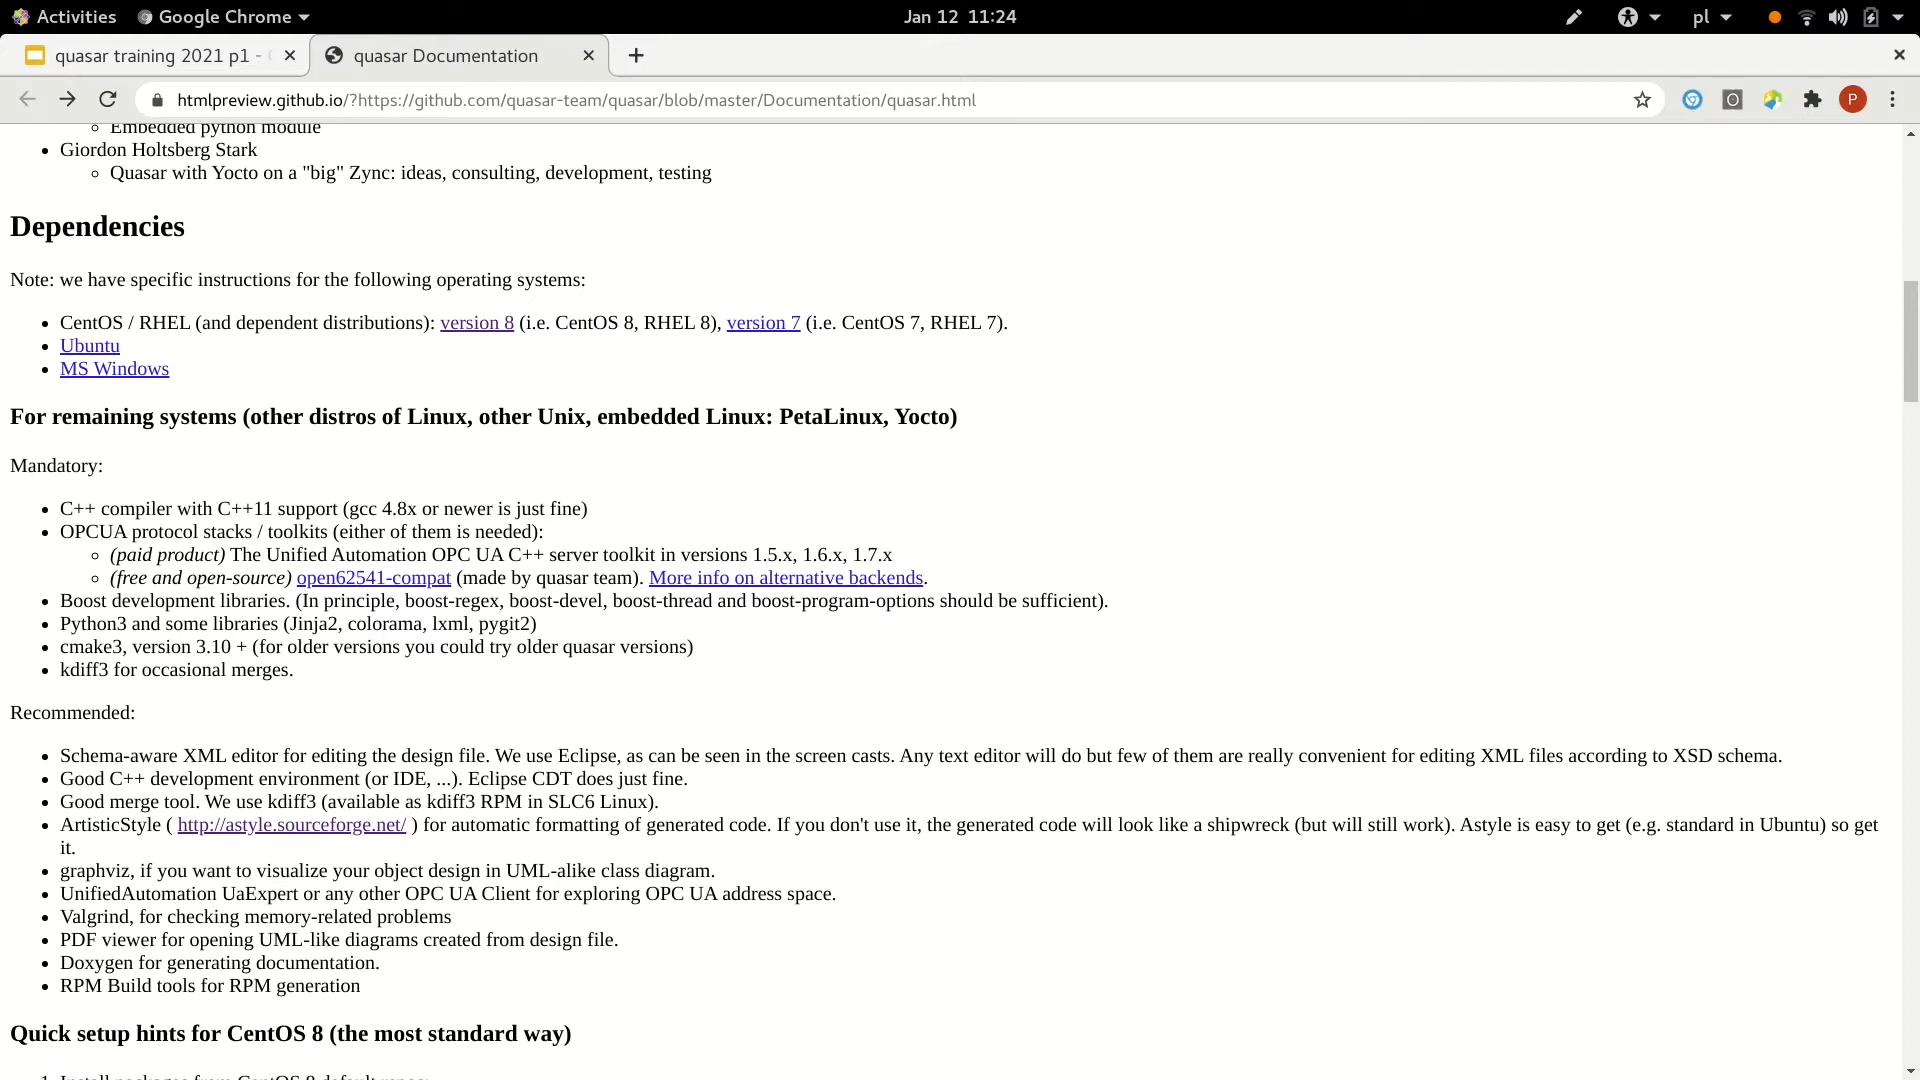 Activities
Google Chrome
Jan 12 11:24
pl
quasar training 2021 p1 -
quasar Documentation
htmlpreview.github.io/?https://github.com/quasar-team/quasar/blob/master/Documentation/quasar.html
P
Embedded python module
Giordon Holtsberg Stark
Quasar with Yocto on a "big" Zync: ideas, consulting, development, testing
Dependencies
Note: we have specific instructions for the following operating systems:
CentOS / RHEL (and dependent distributions): version 8 (i.e. CentOS 8, RHEL 8), version 7 (i.e. CentOS 7, RHEL 7).
Ubuntu
MS Windows
For remaining systems (other distros of Linux, other Unix, embedded Linux: PetaLinux, Yocto)
Mandatory:
C++ compiler with C++11 support (gcc 4.8x or newer is just fine)
OPCUA protocol stacks / toolkits (either of them is needed):
(paid product) The Unified Automation OPC UA C++ server toolkit in versions 1.5.x, 1.6.x, 1.7.x
(free and open-source) open62541-compat (made by quasar team). More info on alternative backends.
Boost development libraries. (In principle, boost-regex, boost-devel, boost-thread and boost-program-options should be sufficient).
Python3 and some libraries (Jinja2, colorama, lxml, pygit2)
cmake3, version 3.10 + (for older versions you could try older quasar versions)
kdiff3 for occasional merges.
Recommended:
Schema-aware XML editor for editing the design file. We use Eclipse, as can be seen in the screen casts. Any text editor will do but few of them are really convenient for editing XML files according to XSD schema.
Good C++ development environment (or IDE, ...). Eclipse CDT does just fine.
Good merge tool. We use kdiff3 (available as kdiff3 RPM in SLC6 Linux).
ArtisticStyle ( http://astyle.sourceforge.net/ ) for automatic formatting of generated code. If you don't use it, the generated code will look like a shipwreck (but will still work). Astyle is easy to get (e.g. standard in Ubuntu) so get
it.
graphviz, if you want to visualize your object design in UML-alike class diagram.
UnifiedAutomation UaExpert or any other OPC UA Client for exploring OPC UA address space.
Valgrind, for checking memory-related problems
PDF viewer for opening UML-like diagrams created from design file.
Doxygen for generating documentation.
RPM Build tools for RPM generation
Quick setup hints for CentOS 8 (the most standard way)
1. Install packages from CentOS 8 default repos: